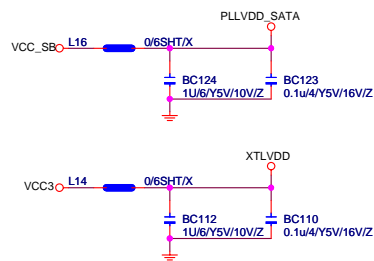 PLLVDD_SATA
VCC_SB L16 0/6SHT/X
BC124 BC123
1U/6/Y5V/10V/Z 0.1u/4/Y5V/16V/Z
XTLVDD
VCC3 L14 0/6SHT/X
BC112 BC110
1U/6/Y5V/10V/Z 0.1u/4/Y5V/16V/Z